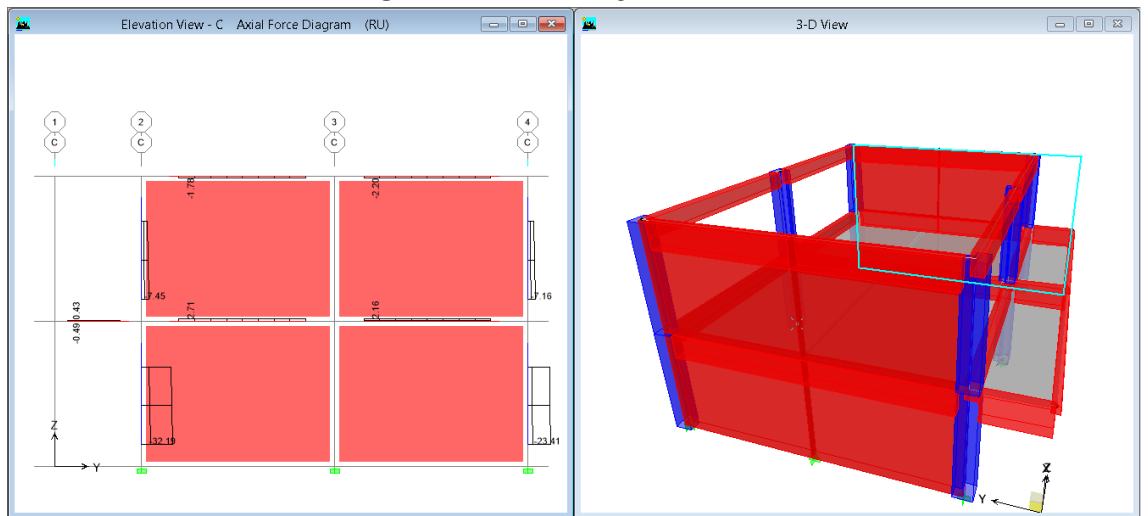 Elevation View - C Axial Force Diagram (RU)
1 2 3 4
C C C C
-1.78 -2.20
-7.45 -7.16
-0.49 0.43 2.71 2.16
-32.19 -23.41
Z
Y
3-D View
Z
Y